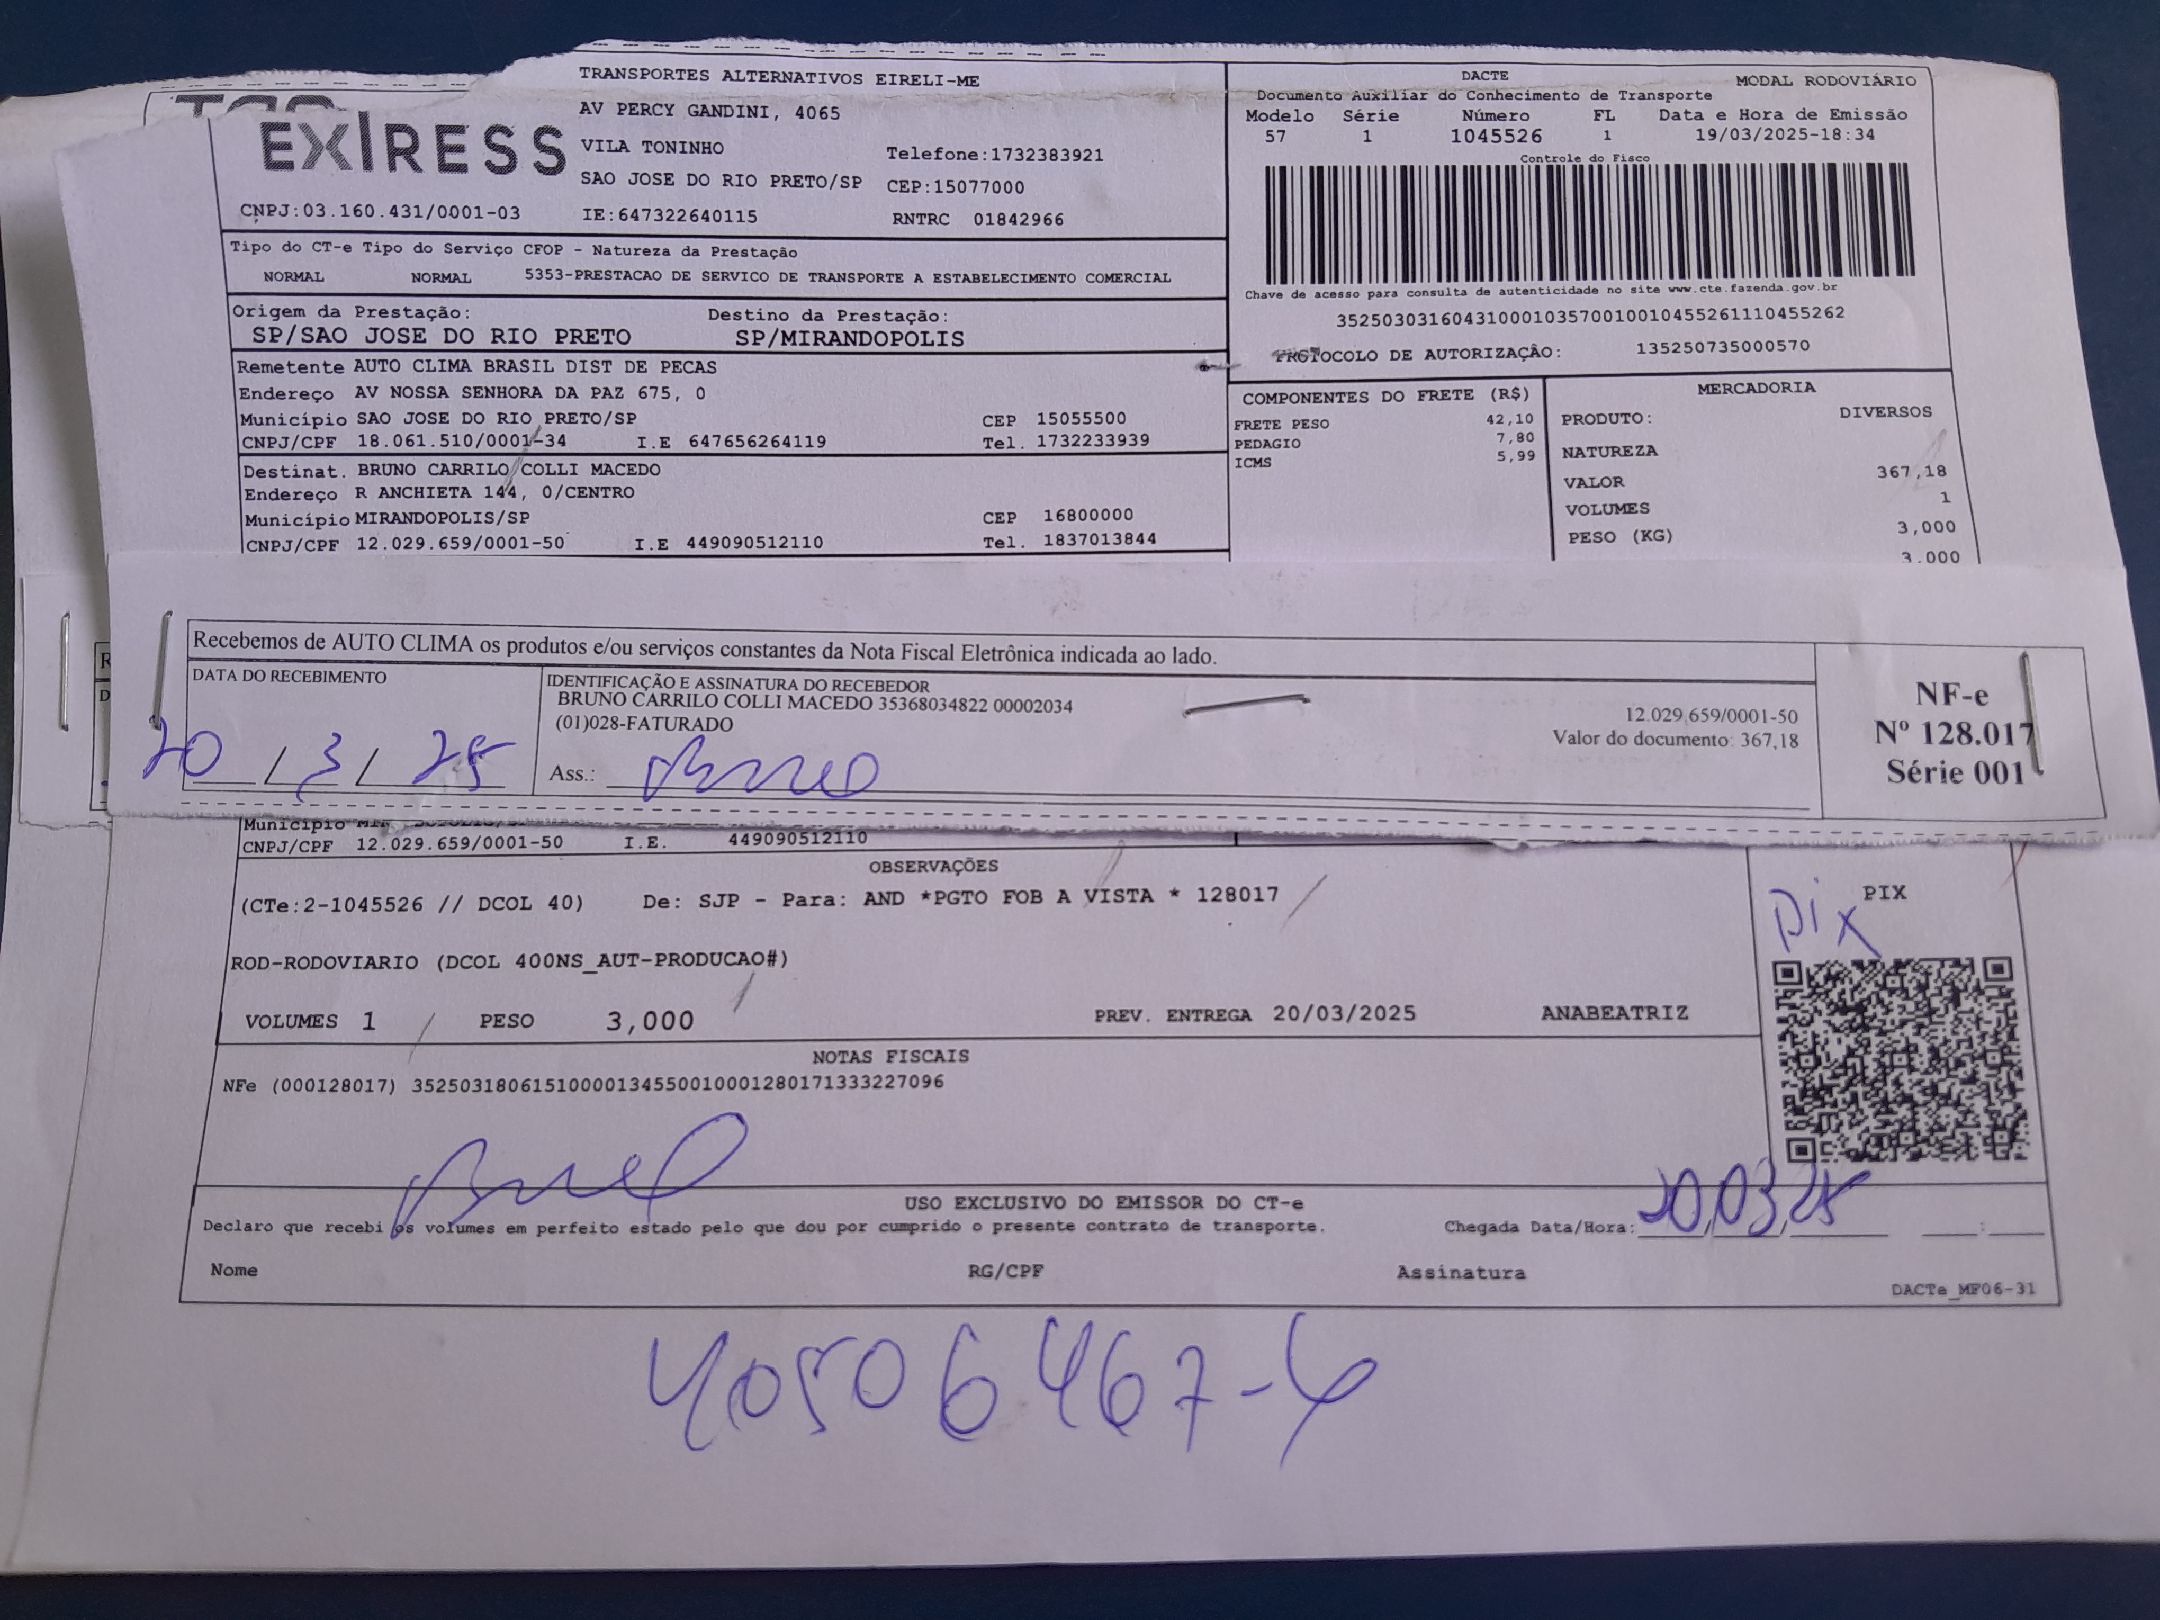 EXPRESS
TRANSPORTES ALTERNATIVOS EIRELI-ME
AV PERCY GANDINI, 4065
VILA TONINHO Telefone:1732383921
SAO JOSE DO RIO PRETO/SP CEP:15077000
CNPJ:03.160.431/0001-03 IE:647322640115 RNTRC 01842966
DACTE MODAL RODOVIÁRIO
Documento Auxiliar do Conhecimento de Transporte
Modelo Série Número FL Data e Hora de Emissão
57 1 1045526 1 19/03/2025-18:34
Controle do Fisco
Chave de acesso para consulta de autenticidade no site www.cte.fazenda.gov.br
35250303160431000103570010010455261110455262
PROTOCOLO DE AUTORIZAÇÃO: 135250735000570
Tipo do CT-e Tipo do Serviço CFOP - Natureza da Prestação
NORMAL NORMAL 5353-PRESTACAO DE SERVICO DE TRANSPORTE A ESTABELECIMENTO COMERCIAL
Origem da Prestação: Destino da Prestação:
SP/SAO JOSE DO RIO PRETO SP/MIRANDOPOLIS
Remetente AUTO CLIMA BRASIL DIST DE PECAS
Endereço AV NOSSA SENHORA DA PAZ 675, 0
Município SAO JOSE DO RIO PRETO/SP CEP 15055500
CNPJ/CPF 18.061.510/0001-34 I.E 647656264119 Tel. 1732233939
Destinat. BRUNO CARRILO COLLI MACEDO
Endereço R ANCHIETA 144, 0/CENTRO
Município MIRANDOPOLIS/SP CEP 16800000
CNPJ/CPF 12.029.659/0001-50 I.E 449090512110 Tel. 1837013844
COMPONENTES DO FRETE (R$)
FRETE PESO 42,10
PEDAGIO 7,80
ICMS 5,99
MERCADORIA
PRODUTO: DIVERSOS
NATUREZA
VALOR 367,18
VOLUMES 1
PESO (KG) 3,000
3.000
Recebemos de AUTO CLIMA os produtos e/ou serviços constantes da Nota Fiscal Eletrônica indicada ao lado.
DATA DO RECEBIMENTO
20 / 3 / 25
IDENTIFICAÇÃO E ASSINATURA DO RECEBEDOR
BRUNO CARRILO COLLI MACEDO 35368034822 00002034
(01)028-FATURADO
12.029.659/0001-50
Valor do documento: 367,18
Ass.: Bruno
NF-e
Nº 128.017
Série 001
Município
CNPJ/CPF 12.029.659/0001-50 I.E. 449090512110
OBSERVAÇÕES
(CTe:2-1045526 // DCOL 40) De: SJP - Para: AND *PGTO FOB A VISTA * 128017
ROD-RODOVIARIO (DCOL 400NS_AUT-PRODUCAO#)
VOLUMES 1 PESO 3,000 PREV. ENTREGA 20/03/2025 ANABEATRIZ
PIX
Pix
NOTAS FISCAIS
NFe (000128017) 35250318061510000134550010001280171333227096
Bruno
USO EXCLUSIVO DO EMISSOR DO CT-e
Declaro que recebi os volumes em perfeito estado pelo que dou por cumprido o presente contrato de transporte. Chegada Data/Hora: 20/03/25 :
Nome RG/CPF Assinatura
DACTe_MF06-31
40506467-6